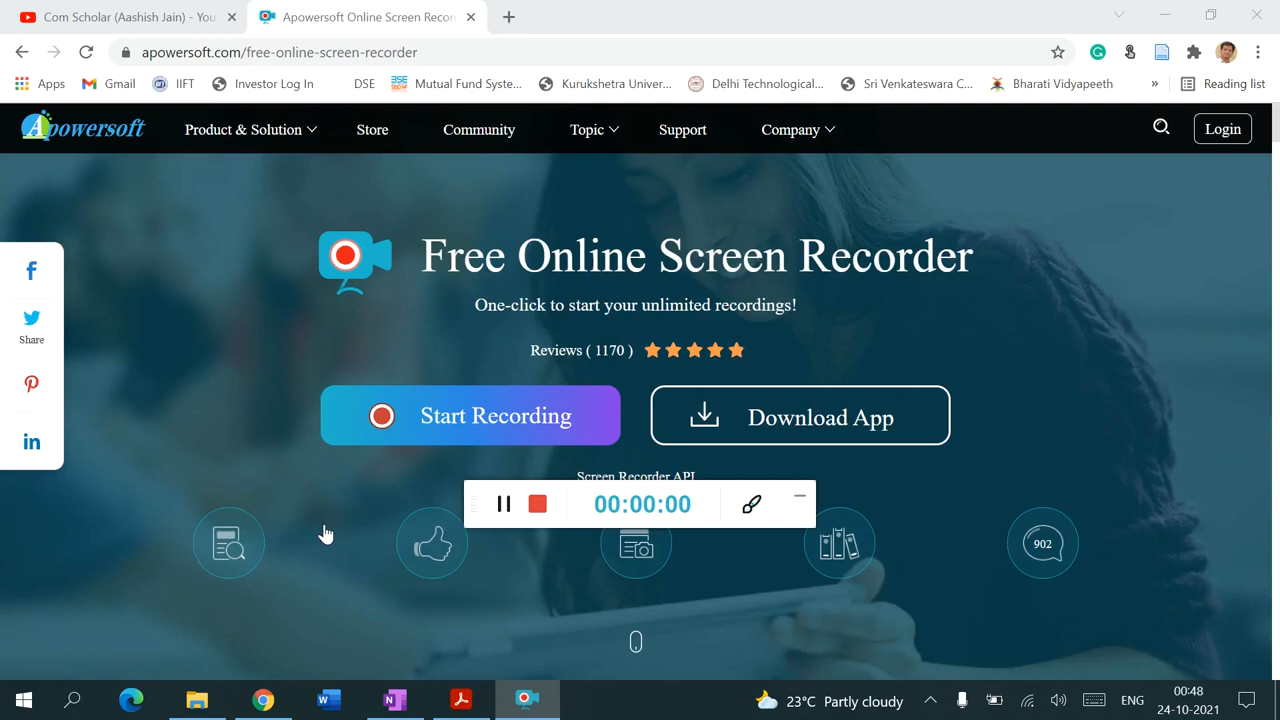 Com Scholar (Aashish Jain) - You
Apowersoft Online Screen Recor
apowersoft.com/free-online-screen-recorder
Apps
Gmail
IIFT
Investor Log In
DSE
Mutual Fund Syste...
Kurukshetra Univer...
Delhi Technological...
Sri Venkateswara C...
Bharati Vidyapeeth
»
Reading list
Apowersoft
Product & Solution
Store
Community
Topic
Support
Company
Login
Free Online Screen Recorder
One-click to start your unlimited recordings!
Reviews ( 1170 )
Share
Start Recording
Download App
Screen Recorder API
00:00:00
902
23°C Partly cloudy
ENG
00:48
24-10-2021